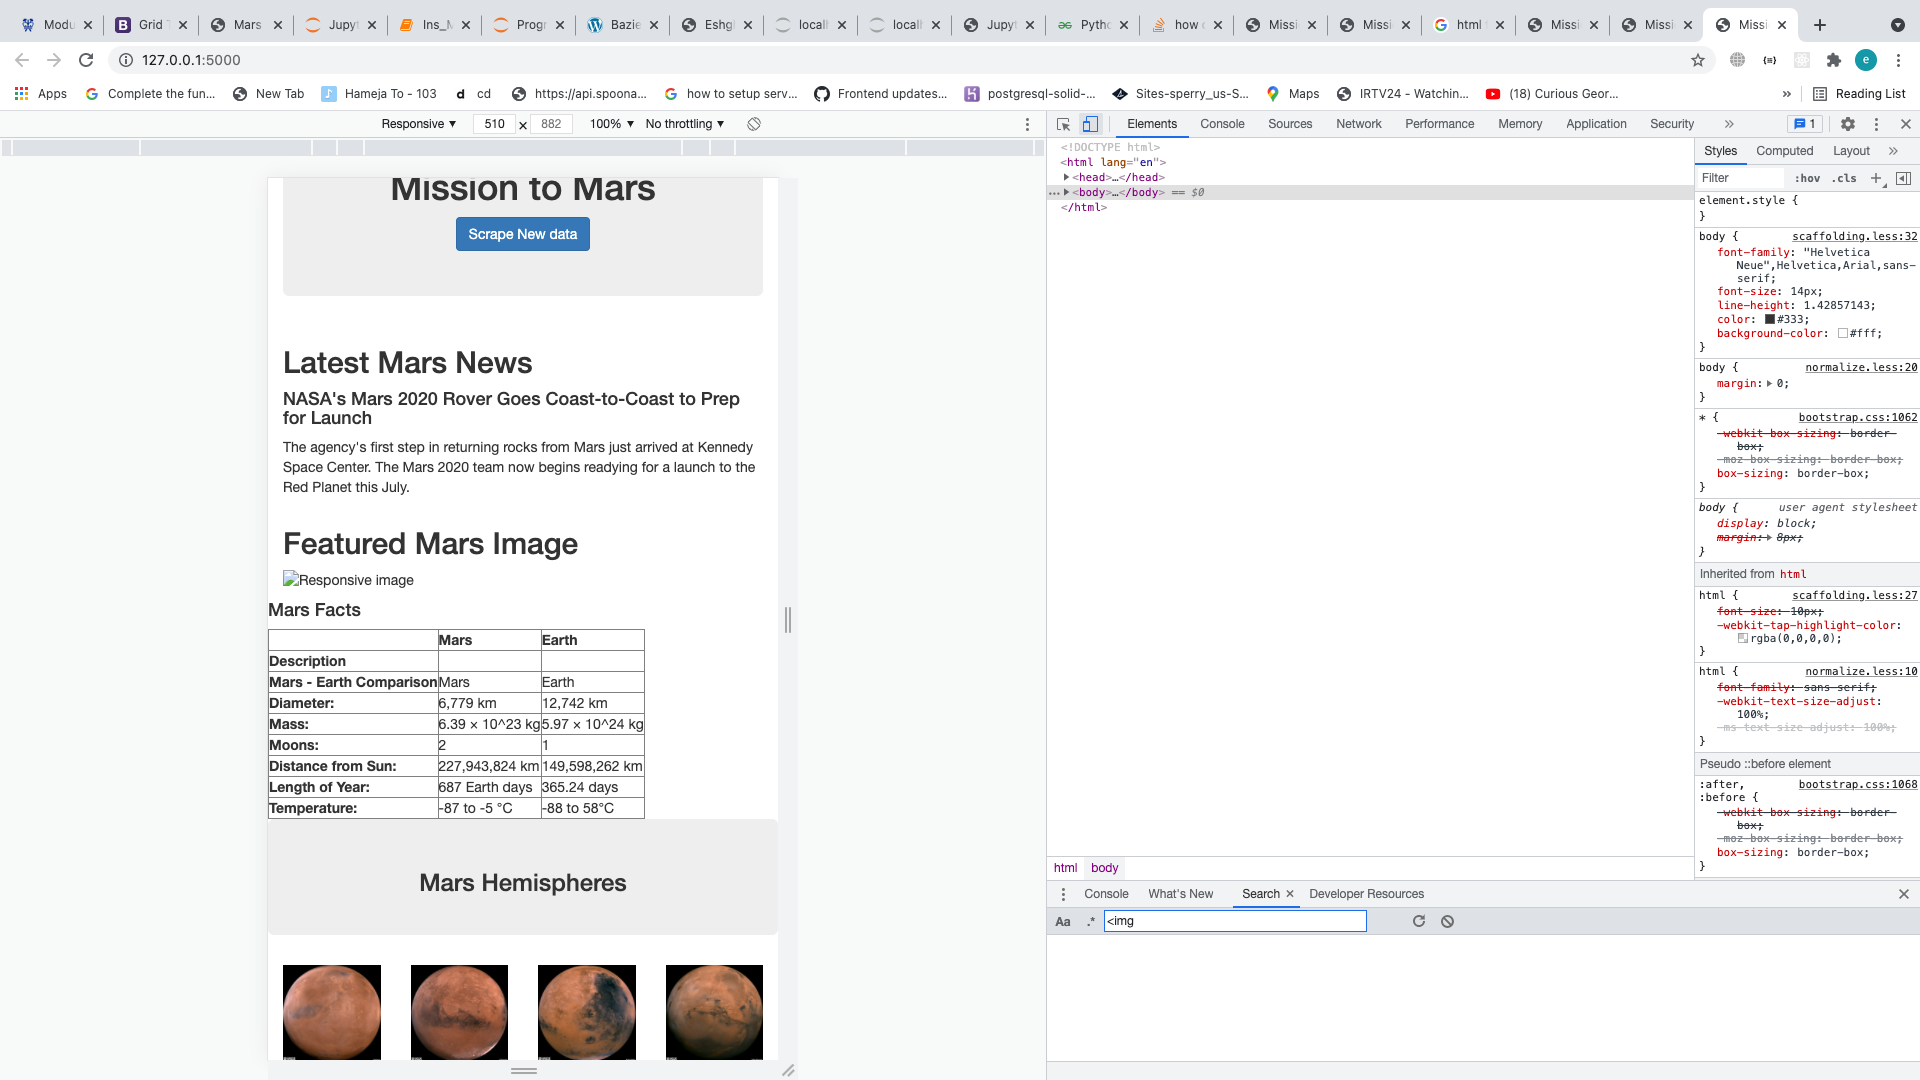 Modu
Grid
Mars
Jupyt
Ins_M
Progr
Bazie
Eshg
localh
localh
Jupyt
Pytho
how c
Missi
Missi
html
Missi
Missi
Missi
127.0.0.1:5000
e
Apps
Complete the fun...
New Tab
Hameja To - 103
d cd
https://api.spoona...
how to setup serv...
Frontend updates...
postgresql-solid-...
Sites-sperry_us-S...
Maps
IRTV24 - Watchin...
(18) Curious Geor...
»
Reading List
Responsive ▼ 510 × 882 100% ▼ No throttling ▼
Elements Console Sources Network Performance Memory Application Security » 1
Mission to Mars
Scrape New data
Latest Mars News
NASA's Mars 2020 Rover Goes Coast-to-Coast to Prep
for Launch
The agency's first step in returning rocks from Mars just arrived at Kennedy
Space Center. The Mars 2020 team now begins readying for a launch to the
Red Planet this July.
Featured Mars Image
Responsive image
Mars Facts
Mars Earth
Description
Mars - Earth Comparison Mars Earth
Diameter: 6,779 km 12,742 km
Mass: 6.39 × 10^23 kg 5.97 × 10^24 kg
Moons: 2 1
Distance from Sun: 227,943,824 km 149,598,262 km
Length of Year: 687 Earth days 365.24 days
Temperature: -87 to -5 °C -88 to 58°C
Mars Hemispheres
<!DOCTYPE html>
<html lang="en">
<head>…</head>
<body>…</body> == $0
</html>
html body
Styles Computed Layout »
Filter :hov .cls +
element.style {
}
body { scaffolding.less:32
font-family: "Helvetica
Neue",Helvetica,Arial,sans-
serif;
font-size: 14px;
line-height: 1.42857143;
color: #333;
background-color: #fff;
}
body { normalize.less:20
margin: 0;
}
* { bootstrap.css:1062
-webkit-box-sizing: border-
box;
-moz-box-sizing: border-box;
box-sizing: border-box;
}
body { user agent stylesheet
display: block;
margin: 8px;
}
Inherited from html
html { scaffolding.less:27
font-size: 10px;
-webkit-tap-highlight-color:
rgba(0,0,0,0);
}
html { normalize.less:10
font-family: sans-serif;
-webkit-text-size-adjust:
100%;
-ms-text-size-adjust: 100%;
}
Pseudo ::before element
:after, bootstrap.css:1068
:before {
-webkit-box-sizing: border-
box;
-moz-box-sizing: border-box;
box-sizing: border-box;
}
Console What's New Search × Developer Resources
Aa .* <img